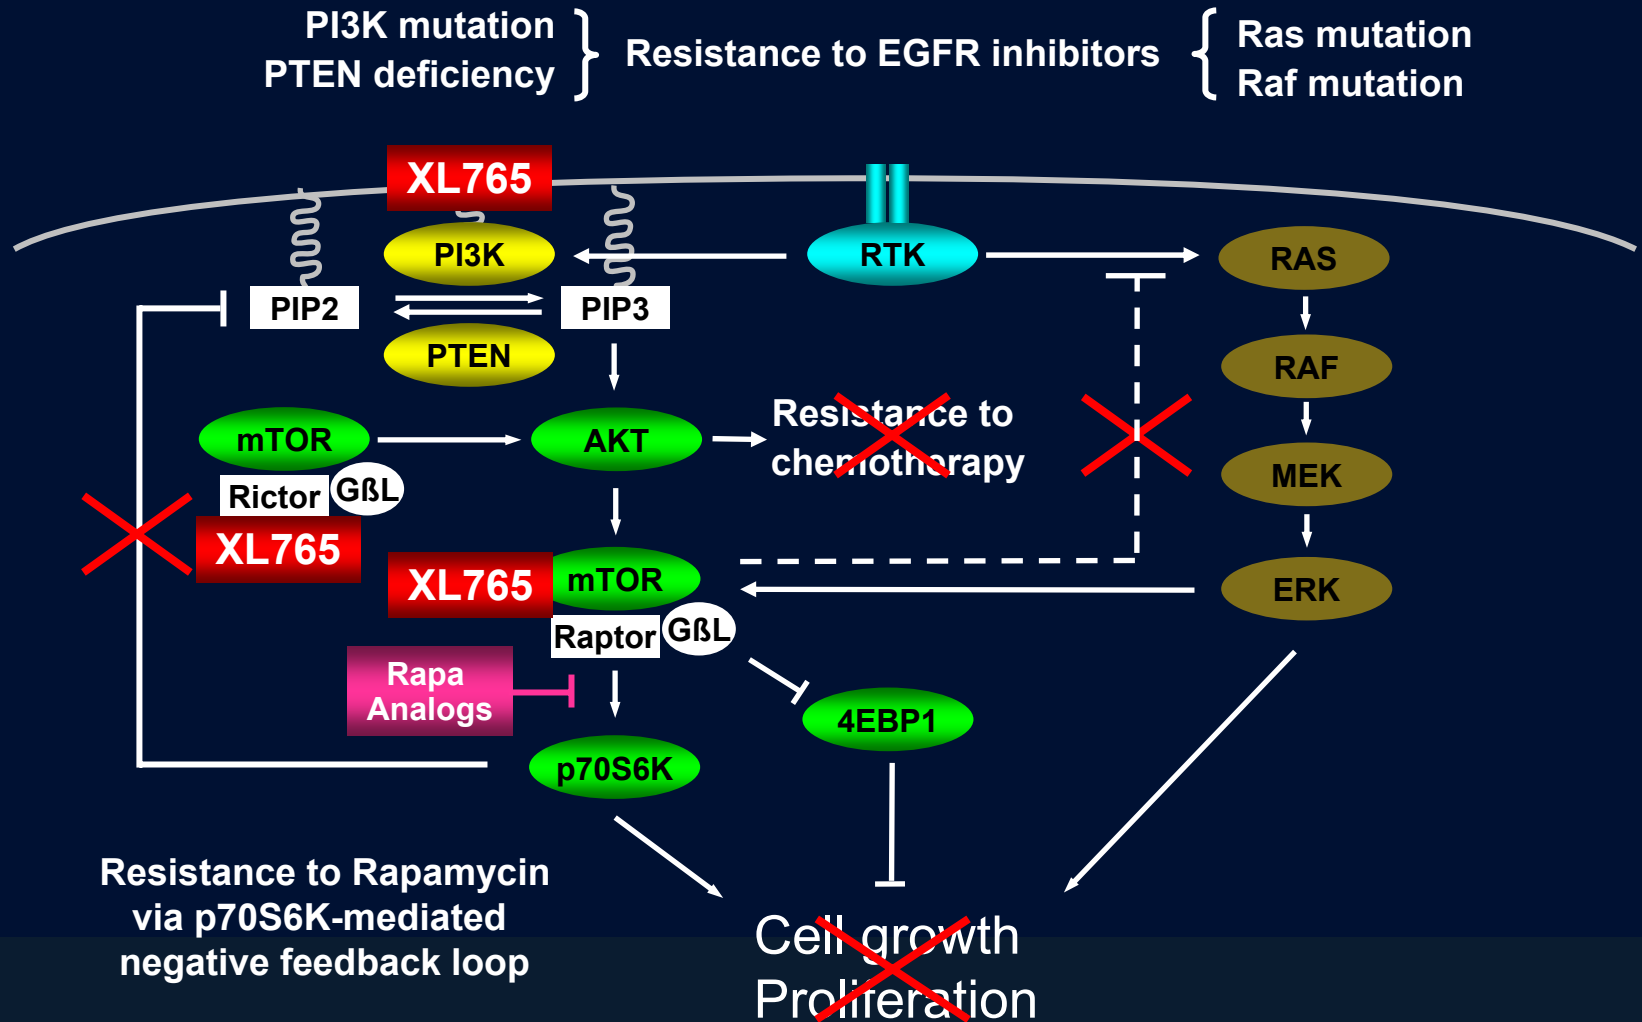 PI3K mutation
PTEN deficiency
Resistance to EGFR inhibitors
Ras mutation
Raf mutation
XL765
PI3K
RTK
RAS
PIP2
PIP3
PTEN
RAF
mTOR
AKT
Resistance to
chemotherapy
MEK
Rictor
GßL
XL765
XL765
mTOR
ERK
Raptor
GßL
Rapa
Analogs
4EBP1
p70S6K
Resistance to Rapamycin
via p70S6K-mediated
negative feedback loop
Cell growth
Proliferation